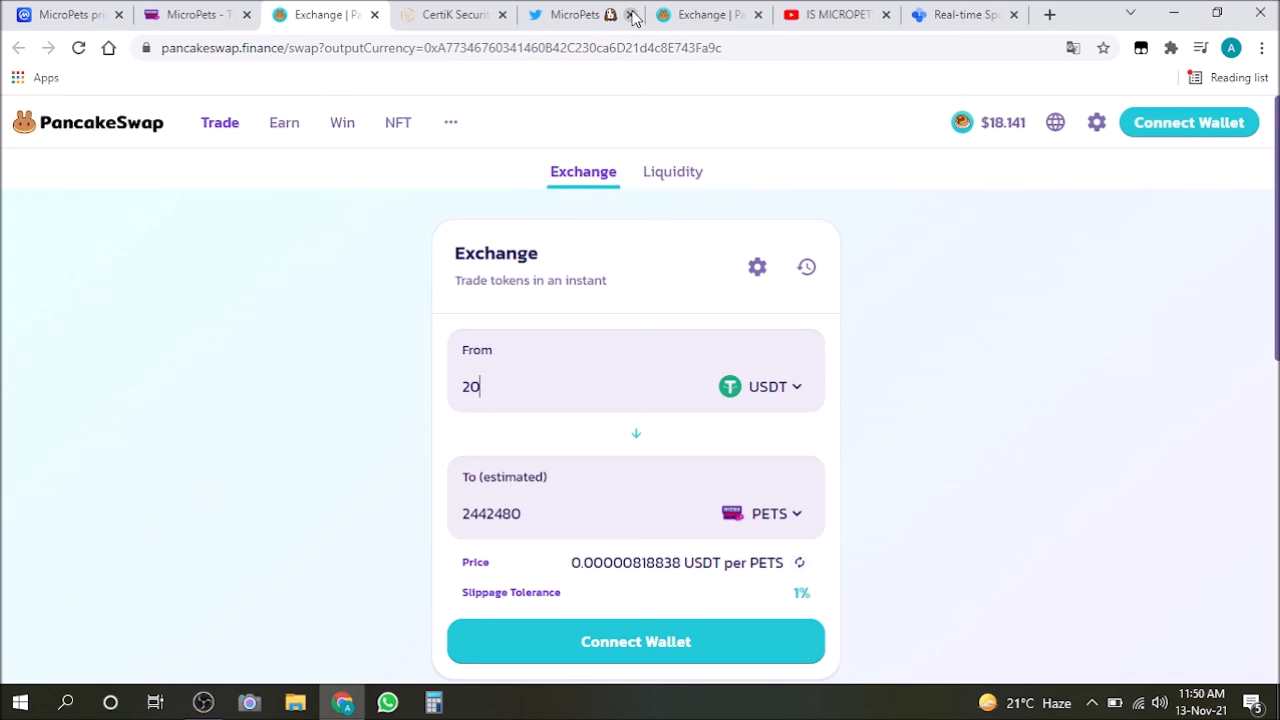 MicroPets pri
MicroPets - T
Exchange | Pa
CertiK Securit
MicroPets
Exchange | Pa
IS MICROPET
Real-time Spo
pancakeswap.finance/swap?outputCurrency=0xA77346760341460B42C230ca6D21d4c8E743Fa9c
A
Apps
Reading list
PancakeSwap
Trade
Earn
Win
NFT
$18.141
Connect Wallet
Exchange
Liquidity
Exchange
Trade tokens in an instant
From
20
USDT
To (estimated)
2442480
PETS
Price
0.00000818838 USDT per PETS
Slippage Tolerance
1%
Connect Wallet
21°C Haze
11:50 AM
13-Nov-21
5